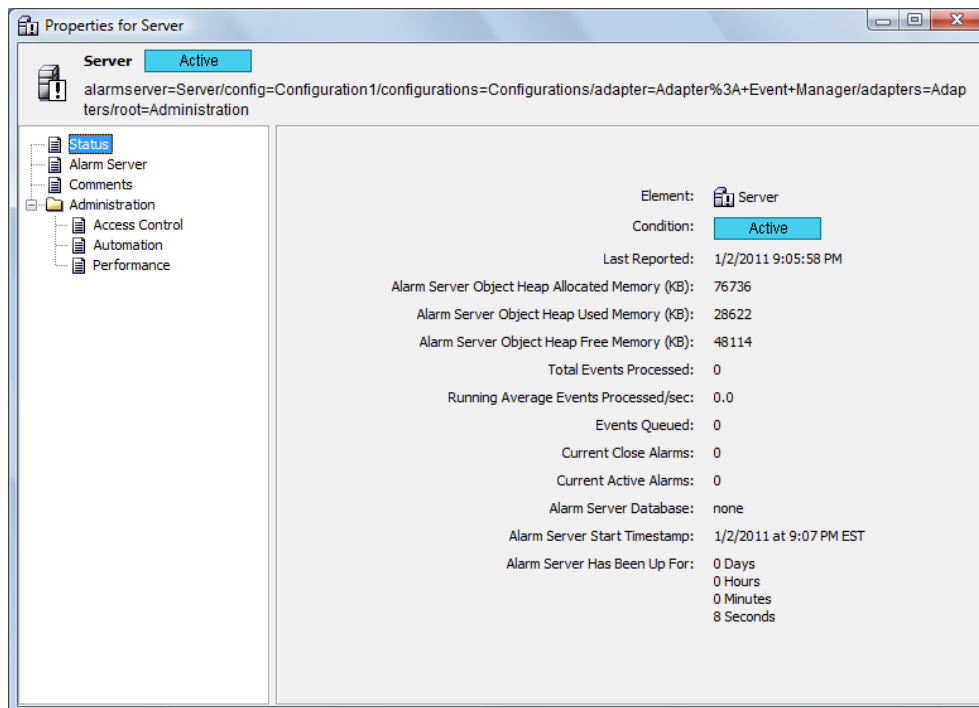 Properties for Server
Server Active
alarmserver=Server/config=Configuration1/configurations=Configurations/adapter=Adapter%3A+Event+Manager/adapters=Adap
ters/root=Administration
Status
Alarm Server
Comments
Administration
Access Control
Automation
Performance
Element: Server
Condition: Active
Last Reported: 1/2/2011 9:05:58 PM
Alarm Server Object Heap Allocated Memory (KB): 76736
Alarm Server Object Heap Used Memory (KB): 28622
Alarm Server Object Heap Free Memory (KB): 48114
Total Events Processed: 0
Running Average Events Processed/sec: 0.0
Events Queued: 0
Current Close Alarms: 0
Current Active Alarms: 0
Alarm Server Database: none
Alarm Server Start Timestamp: 1/2/2011 at 9:07 PM EST
Alarm Server Has Been Up For: 0 Days
0 Hours
0 Minutes
8 Seconds